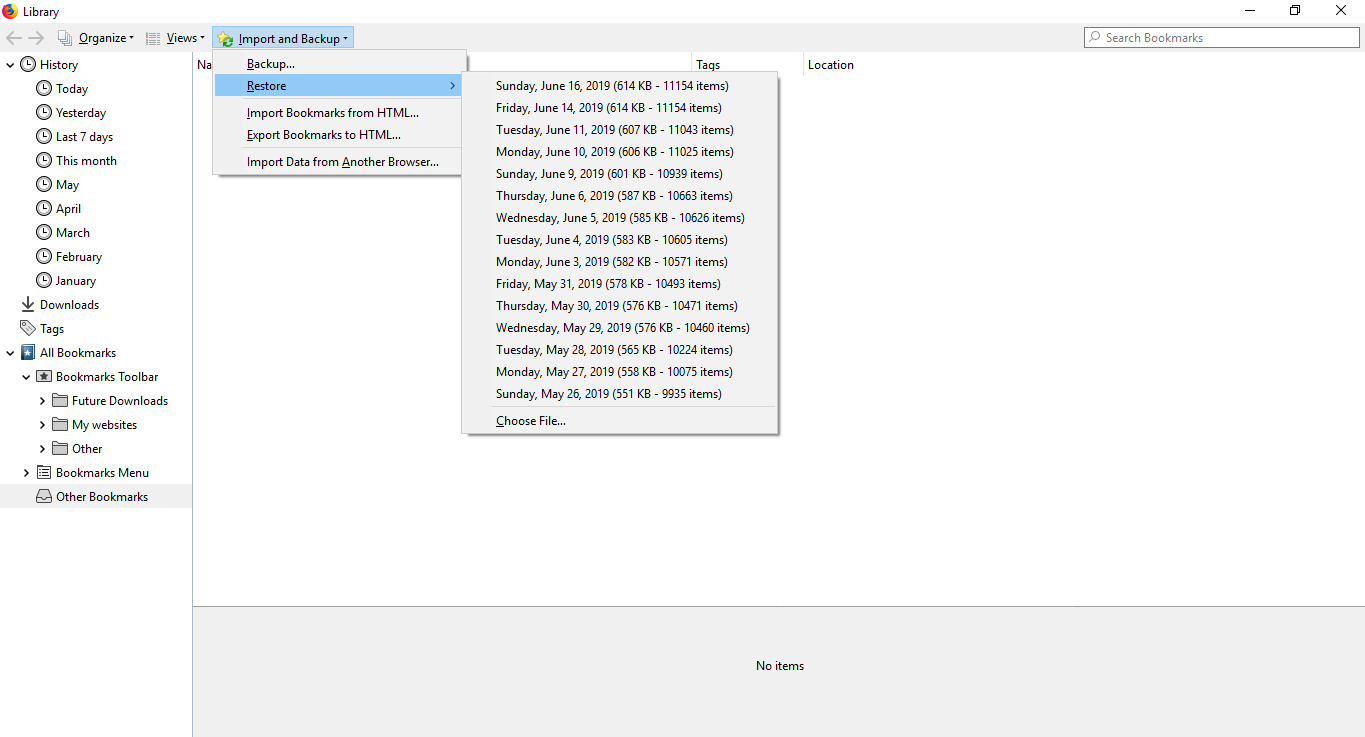 Library
Organize
Views
Import and Backup
Search Bookmarks
History
Today
Yesterday
Last 7 days
This month
May
April
March
February
January
Downloads
Tags
All Bookmarks
Bookmarks Toolbar
Future Downloads
My websites
Other
Bookmarks Menu
Other Bookmarks
Na
Tags
Location
Backup...
Restore
Import Bookmarks from HTML...
Export Bookmarks to HTML...
Import Data from Another Browser...
Sunday, June 16, 2019 (614 KB - 11154 items)
Friday, June 14, 2019 (614 KB - 11154 items)
Tuesday, June 11, 2019 (607 KB - 11043 items)
Monday, June 10, 2019 (606 KB - 11025 items)
Sunday, June 9, 2019 (601 KB - 10939 items)
Thursday, June 6, 2019 (587 KB - 10663 items)
Wednesday, June 5, 2019 (585 KB - 10626 items)
Tuesday, June 4, 2019 (583 KB - 10605 items)
Monday, June 3, 2019 (582 KB - 10571 items)
Friday, May 31, 2019 (578 KB - 10493 items)
Thursday, May 30, 2019 (576 KB - 10471 items)
Wednesday, May 29, 2019 (576 KB - 10460 items)
Tuesday, May 28, 2019 (565 KB - 10224 items)
Monday, May 27, 2019 (558 KB - 10075 items)
Sunday, May 26, 2019 (551 KB - 9935 items)
Choose File...
No items